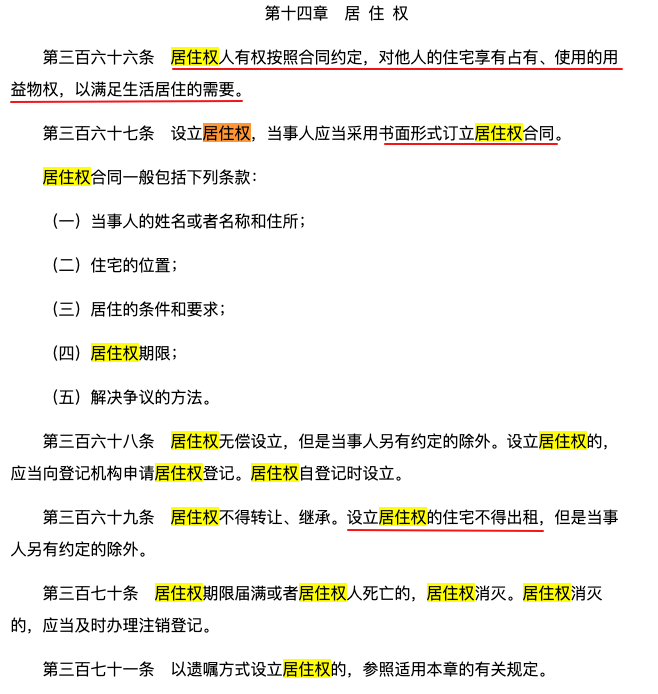 第十四章　居 住 权
第三百六十六条　居住权人有权按照合同约定，对他人的住宅享有占有、使用的用
益物权，以满足生活居住的需要。
第三百六十七条　设立居住权，当事人应当采用书面形式订立居住权合同。
居住权合同一般包括下列条款：
（一）当事人的姓名或者名称和住所；
（二）住宅的位置；
（三）居住的条件和要求；
（四）居住权期限；
（五）解决争议的方法。
第三百六十八条　居住权无偿设立，但是当事人另有约定的除外。设立居住权的，
应当向登记机构申请居住权登记。居住权自登记时设立。
第三百六十九条　居住权不得转让、继承。设立居住权的住宅不得出租，但是当事
人另有约定的除外。
第三百七十条　居住权期限届满或者居住权人死亡的，居住权消灭。居住权消灭
的，应当及时办理注销登记。
第三百七十一条　以遗嘱方式设立居住权的，参照适用本章的有关规定。